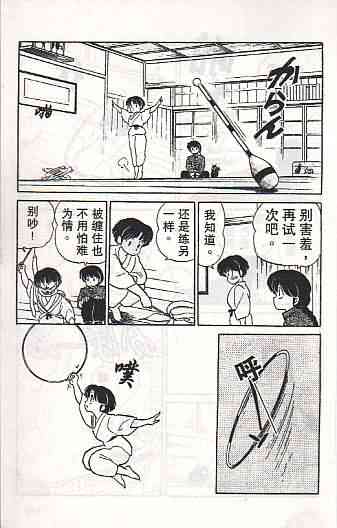 啪
からん
别害羞，
再试一
次吧。
我知道。
还是练另
一样。
被缠住也
不用怕难
为情。
别吵！
呼
噗